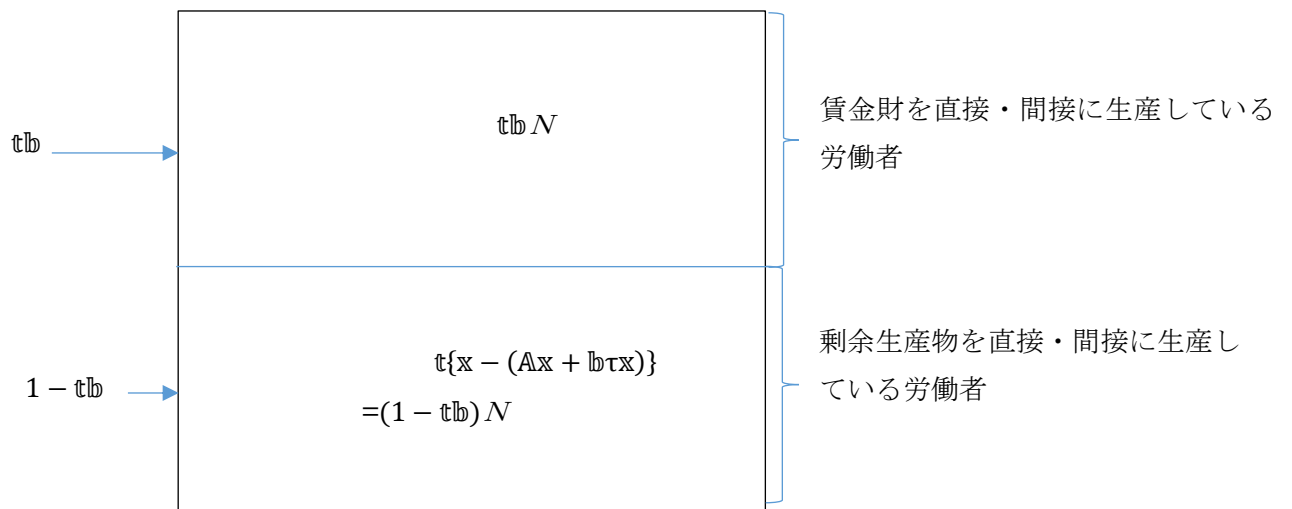 𝕥𝕓
𝕥𝕓N
賃金財を直接・間接に生産している
労働者
1 − 𝕥𝕓
𝕥{𝕩 − (𝔸𝕩 + 𝕓τ𝕩)}
=(1 − 𝕥𝕓)N
剰余生産物を直接・間接に生産し
ている労働者